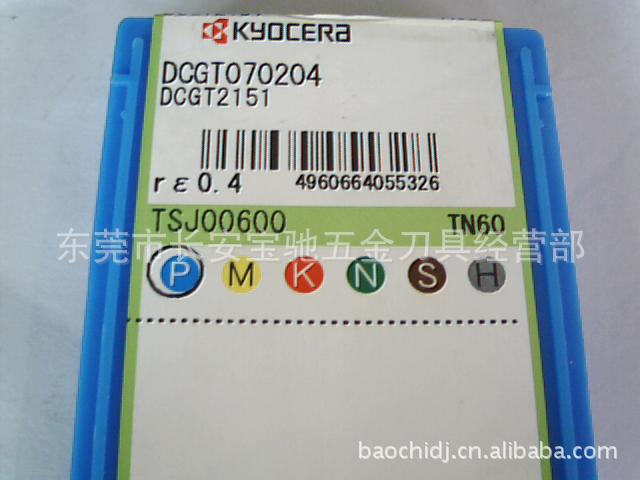 KYOCERA
DCGT070204
DCGT2151
rε0.4 4960664055326
TSJ00600 TN60
东莞市长安宝驰五金刀具经营部
P M K N S H
baochidj.cn.alibaba.com